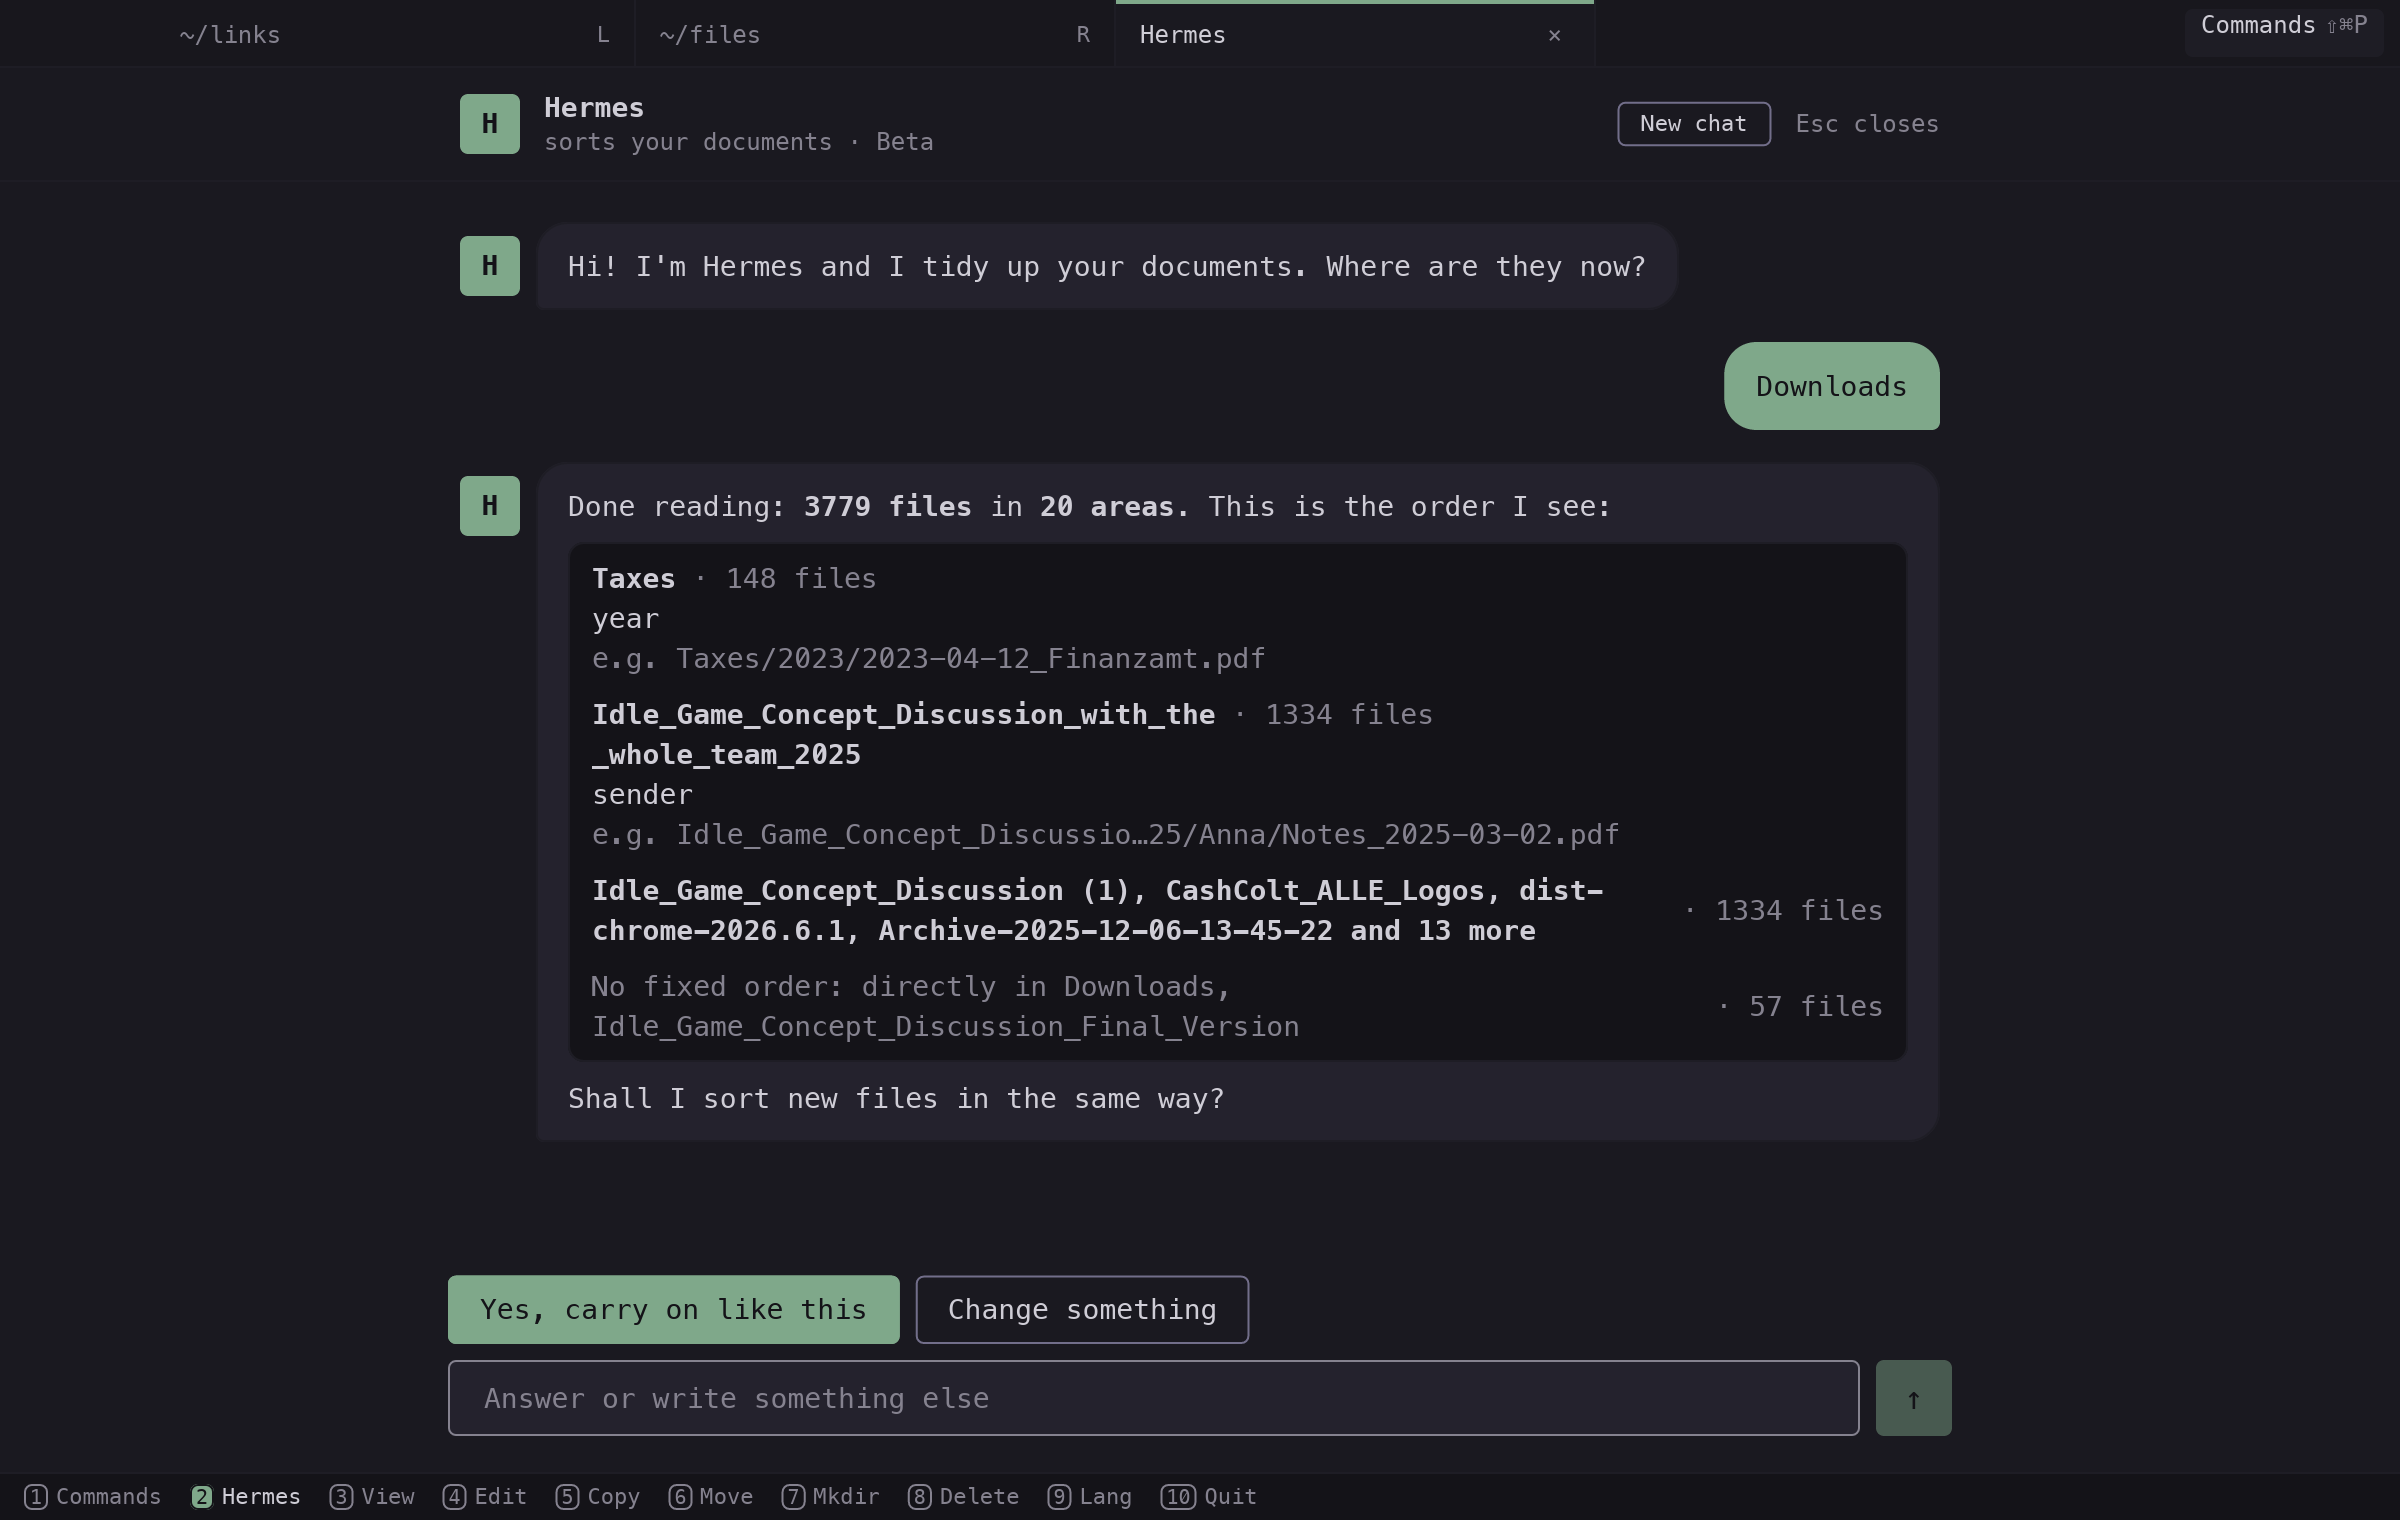 ~/links L ~/files R Hermes × Commands ⇧⌘P
H Hermes
sorts your documents · Beta
New chat Esc closes
H Hi! I'm Hermes and I tidy up your documents. Where are they now?
Downloads
H Done reading: 3779 files in 20 areas. This is the order I see:
Taxes · 148 files
year
e.g. Taxes/2023/2023−04−12_Finanzamt.pdf
Idle_Game_Concept_Discussion_with_the · 1334 files
_whole_team_2025
sender
e.g. Idle_Game_Concept_Discussio…25/Anna/Notes_2025−03−02.pdf
Idle_Game_Concept_Discussion (1), CashColt_ALLE_Logos, dist−
chrome−2026.6.1, Archive−2025−12−06−13−45−22 and 13 more
· 1334 files
No fixed order: directly in Downloads,
Idle_Game_Concept_Discussion_Final_Version
· 57 files
Shall I sort new files in the same way?
Yes, carry on like this Change something
Answer or write something else ↑
1 Commands 2 Hermes 3 View 4 Edit 5 Copy 6 Move 7 Mkdir 8 Delete 9 Lang 10 Quit